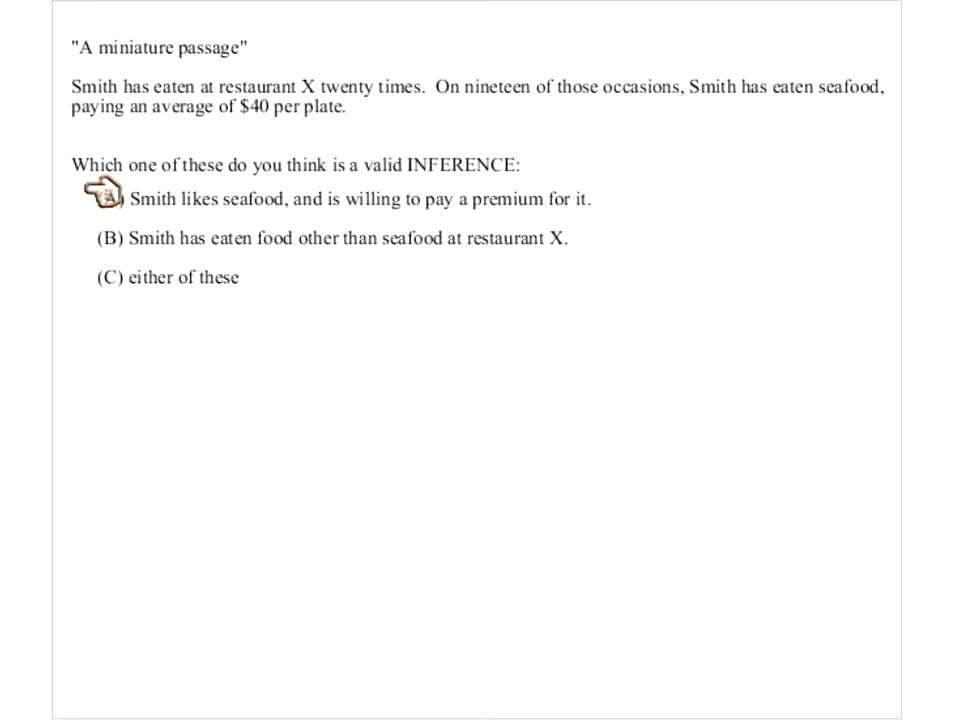 "A miniature passage"
Smith has eaten at restaurant X twenty times. On nineteen of those occasions, Smith has eaten seafood,
paying an average of $40 per plate.
Which one of these do you think is a valid INFERENCE:
(A) Smith likes seafood, and is willing to pay a premium for it.
(B) Smith has eaten food other than seafood at restaurant X.
(C) either of these